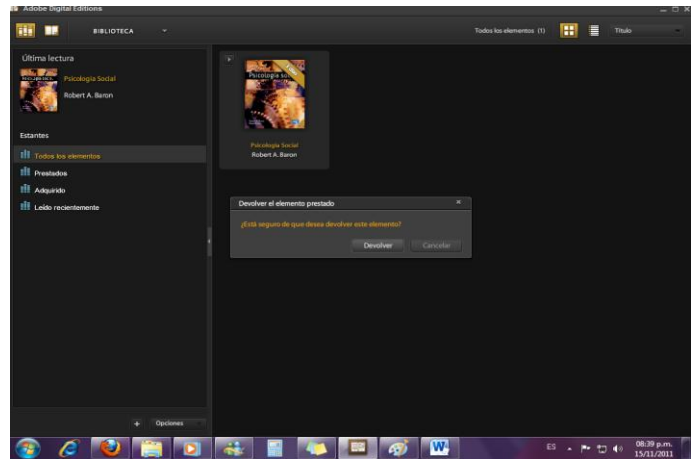 Adobe Digital Editions
BIBLIOTECA
Todos los elementos (1)
Título
Última lectura
Psicología Social
Robert A. Baron
Estantes
Todos los elementos
Prestados
Adquirido
Leído recientemente
Psicología Social
Robert A. Baron
Devolver el elemento prestado
¿Está seguro de que desea devolver este elemento?
Devolver
Cancelar
Opciones
ES
08:39 p.m.
15/11/2011